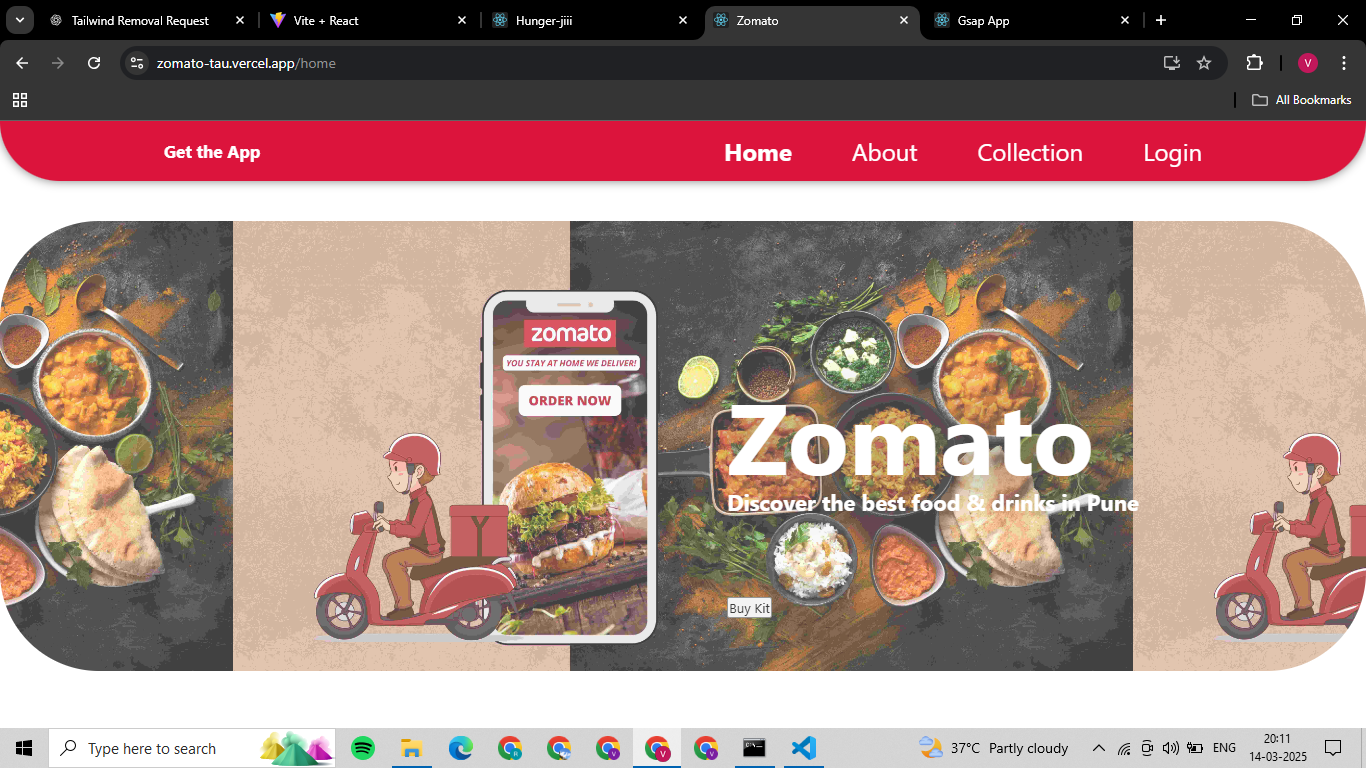 Tailwind Removal Request
Vite + React
Hunger-jiii
Zomato
Gsap App
zomato-tau.vercel.app/home
V
All Bookmarks
Get the App
Home
About
Collection
Login
zomato
YOU STAY AT HOME WE DELIVER!
ORDER NOW
Zomato
Discover the best food & drinks in Pune
Buy Kit
Type here to search
37°C Partly cloudy
ENG
20:11
14-03-2025